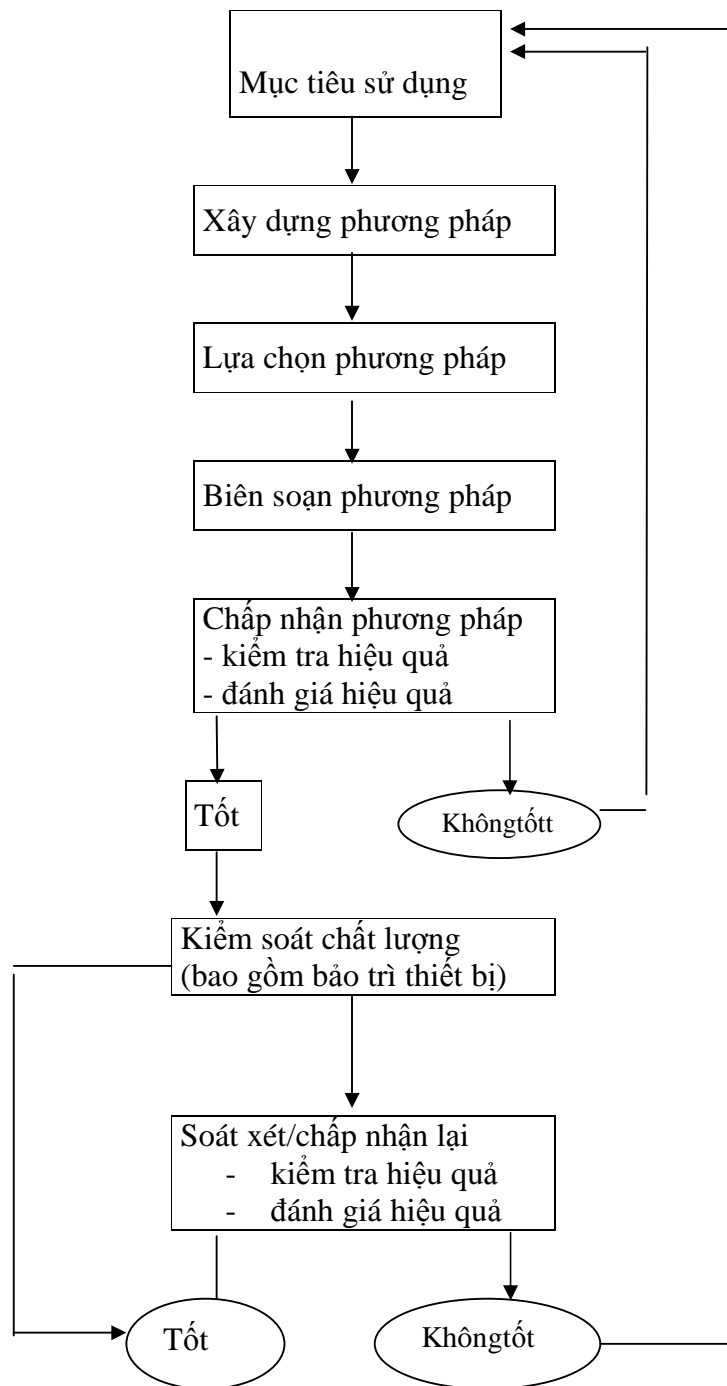 Mục tiêu sử dụng
Xây dựng phương pháp
Lựa chọn phương pháp
Biên soạn phương pháp
Chấp nhận phương pháp
- kiểm tra hiệu quả
- đánh giá hiệu quả
Tốt
Khôngtốtt
Kiểm soát chất lượng
(bao gồm bảo trì thiết bị)
Soát xét/chấp nhận lại
- kiểm tra hiệu quả
- đánh giá hiệu quả
Tốt
Khôngtốt